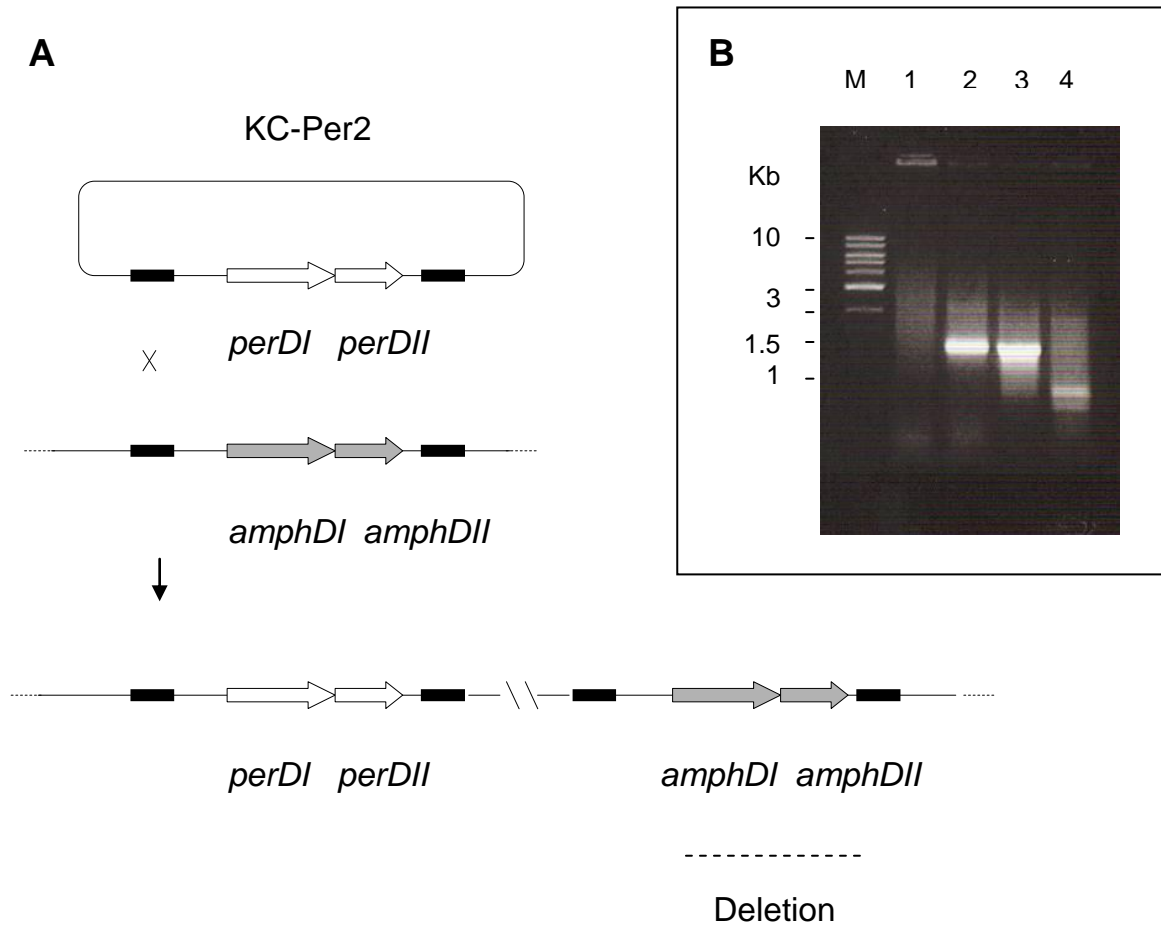 A
KC-Per2
perDI perDII
X
amphDI amphDII
perDI perDII amphDI amphDII
Deletion
B
M 1 2 3 4
Kb
10 -
3 -
-
1.5 -
1 -